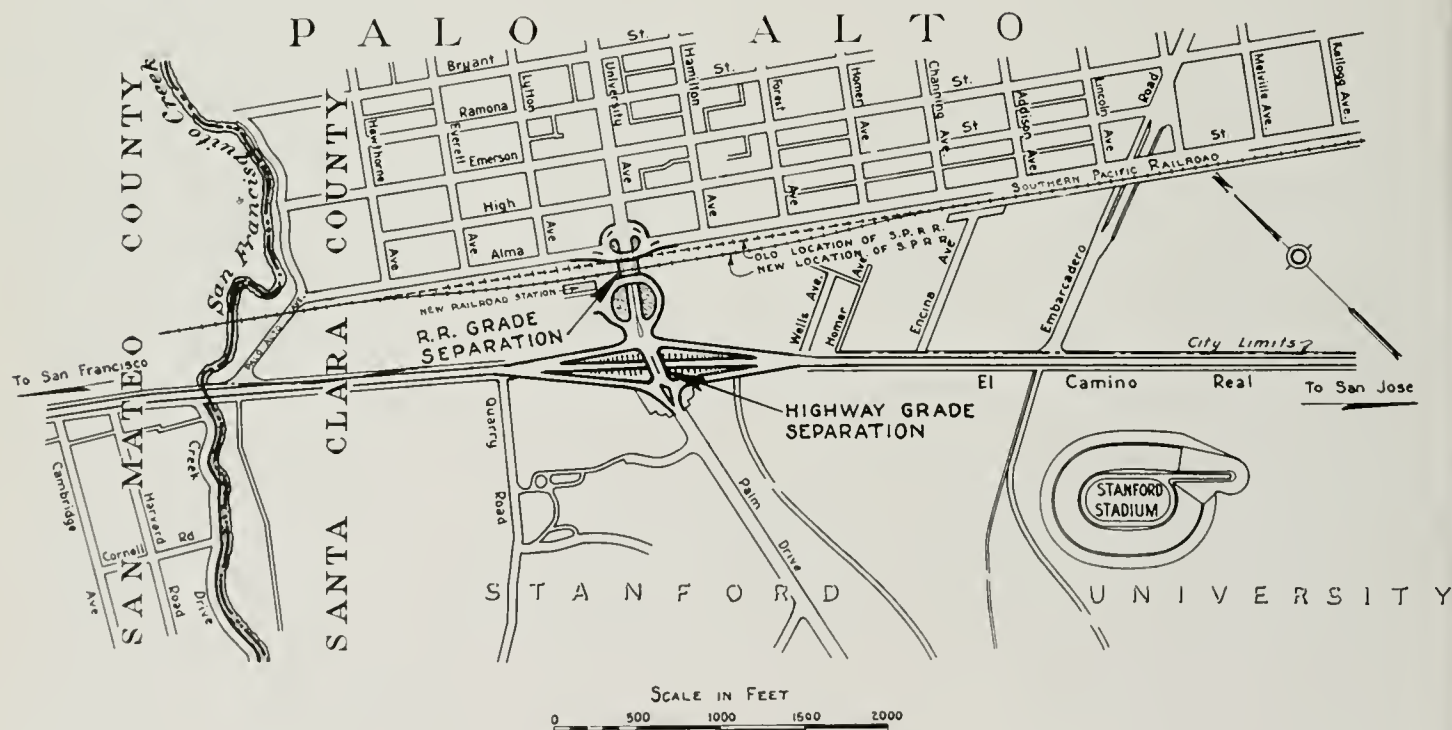 PALO ALTO
COUNTY
COUNTY
San Francisquito Creek
Bryant St.
Ramona St.
Emerson St
High St.
Alma
Hawthorne Ave
Everell Ave
Lytton Ave
University Ave
Hamilton Ave
Forest Ave
Homer Ave
Channing Ave
Addison Ave
Lincoln Ave
Embarcadero Road
Melville Ave.
Kellogg Ave.
SOUTHERN PACIFIC RAILROAD
OLD LOCATION OF S.P.R.R.
NEW LOCATION OF S.P.R.R.
NEW RAILROAD STATION
Palo Alto Ave.
R.R. GRADE
SEPARATION
Wells Ave.
Homer Ave.
Encina Ave
City Limits
To San Francisco
El Camino Real
To San Jose
HIGHWAY GRADE
SEPARATION
SAN MATEO
SANTA CLARA
Quarry Road
Palm Drive
Cambridge Ave
Harvard Road
Cornell Rd
Creek Drive
STANFORD
STADIUM
STANFORD UNIVERSITY
SCALE IN FEET
0 500 1000 1500 2000